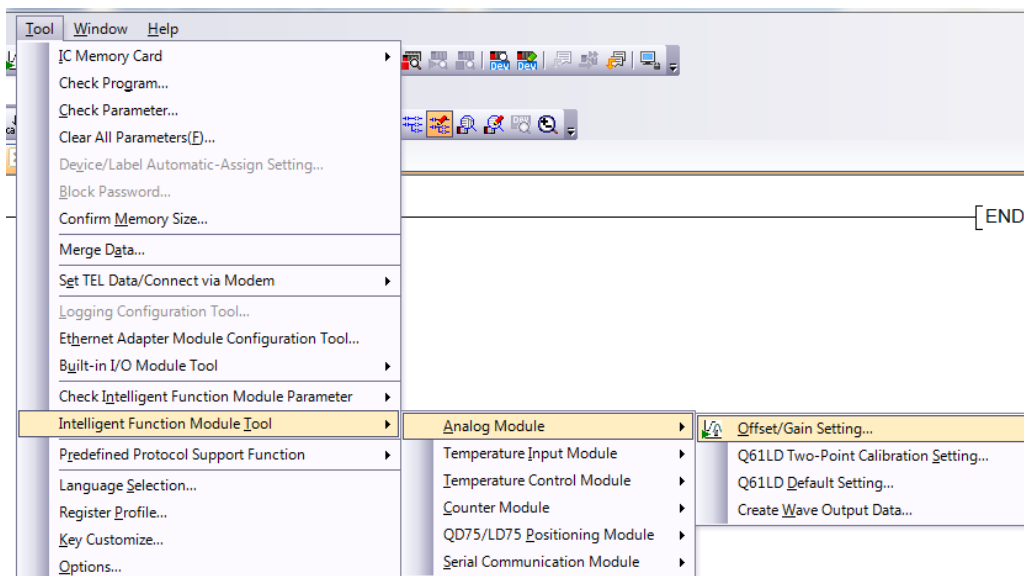 Tool Window Help
IC Memory Card
Check Program...
Check Parameter...
Clear All Parameters(F)...
Device/Label Automatic-Assign Setting...
Block Password...
Confirm Memory Size...
[END
Merge Data...
Set TEL Data/Connect via Modem
Logging Configuration Tool...
Ethernet Adapter Module Configuration Tool...
Built-in I/O Module Tool
Check Intelligent Function Module Parameter
Intelligent Function Module Tool
Predefined Protocol Support Function
Language Selection...
Register Profile...
Key Customize...
Options...
Analog Module
Temperature Input Module
Temperature Control Module
Counter Module
QD75/LD75 Positioning Module
Serial Communication Module
Offset/Gain Setting...
Q61LD Two-Point Calibration Setting...
Q61LD Default Setting...
Create Wave Output Data...